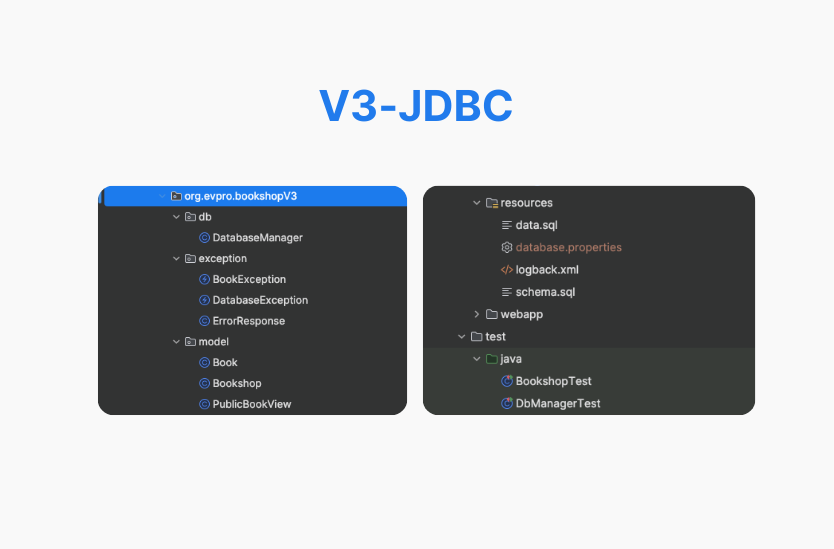 V3-JDBC
org.evpro.bookshopV3
db
DatabaseManager
exception
BookException
DatabaseException
ErrorResponse
model
Book
Bookshop
PublicBookView
resources
data.sql
database.properties
logback.xml
schema.sql
webapp
test
java
BookshopTest
DbManagerTest